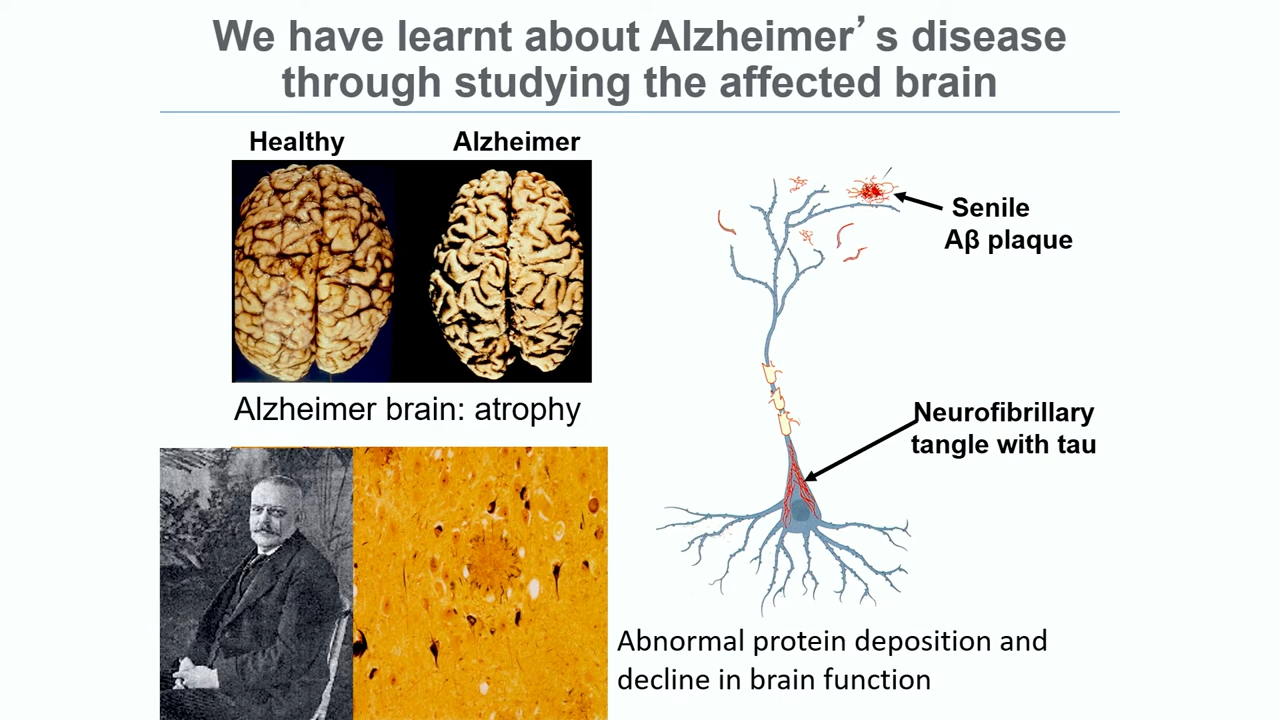 We have learnt about Alzheimer’s disease
through studying the affected brain
Healthy
Alzheimer
Senile
Aβ plaque
Alzheimer brain: atrophy
Neurofibrillary
tangle with tau
Abnormal protein deposition and
decline in brain function